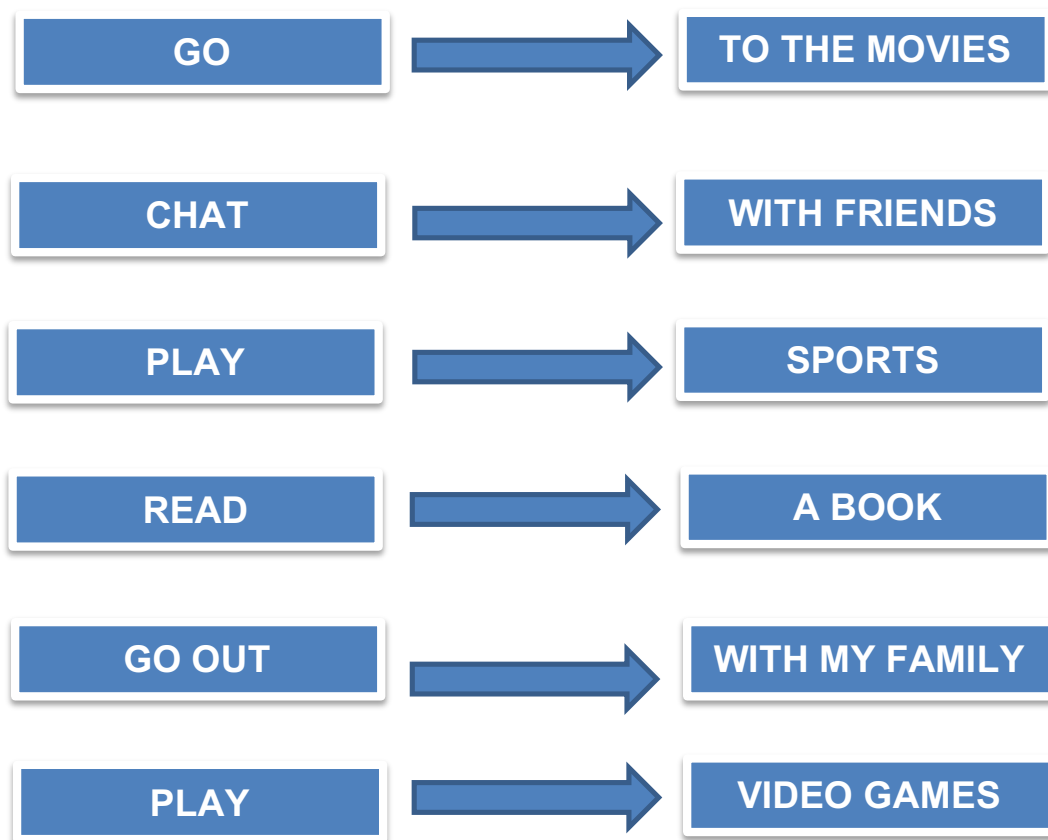 GO
TO THE MOVIES
CHAT
WITH FRIENDS
PLAY
SPORTS
READ
A BOOK
GO OUT
WITH MY FAMILY
PLAY
VIDEO GAMES